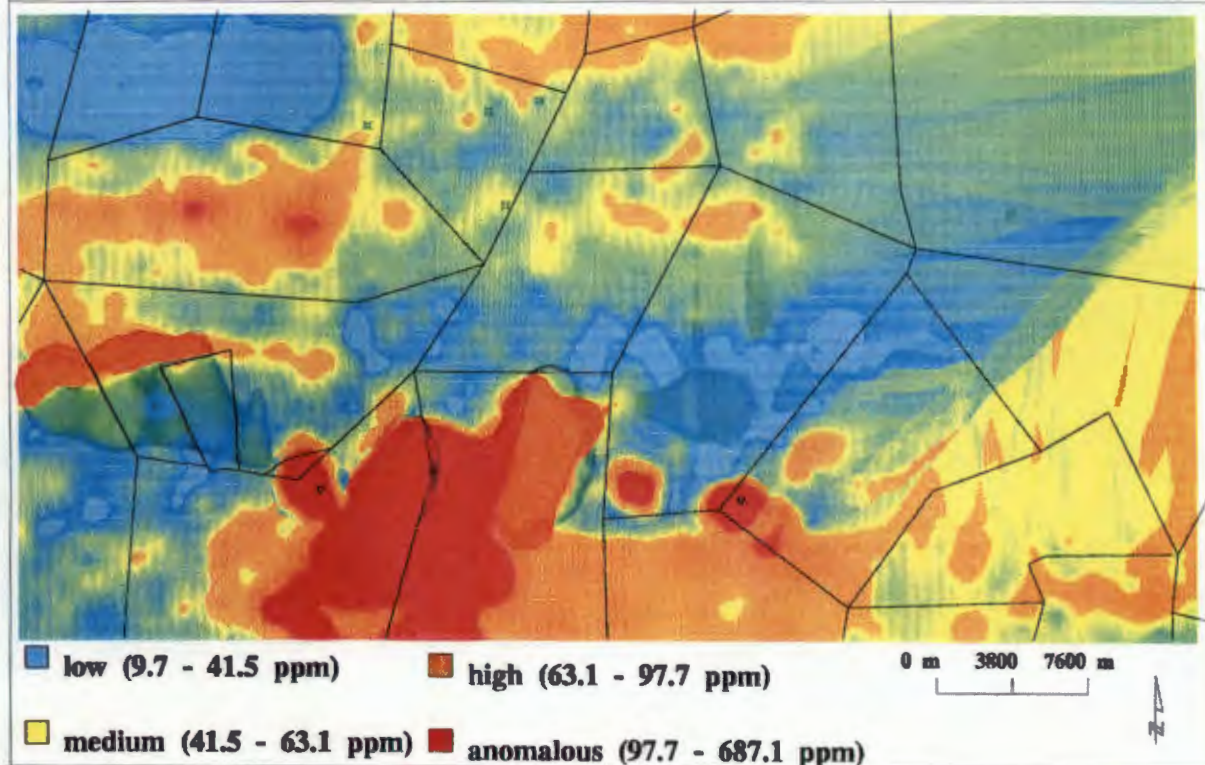 low (9.7 - 41.5 ppm)
high (63.1 - 97.7 ppm)
0 m 3800 7600 m
medium (41.5 - 63.1 ppm)
anomalous (97.7 - 687.1 ppm)
N